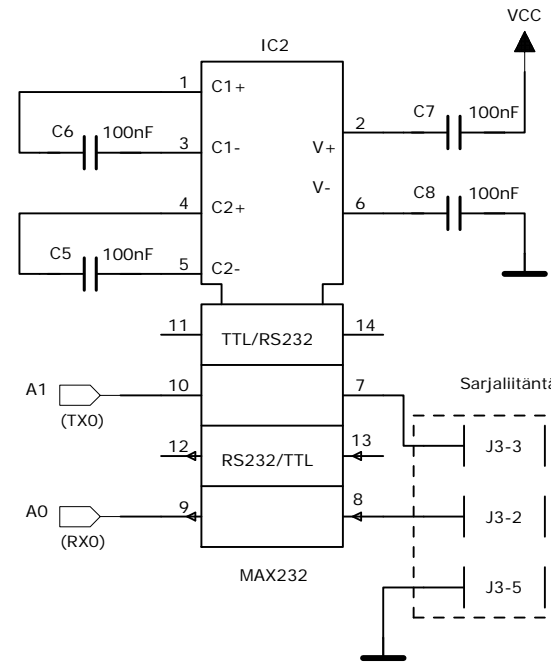 VCC
IC2
1 C1+
C6 100nF
3 C1-
2 C7 100nF
V+
V-
4 C2+
6 C8 100nF
C5 100nF
5 C2-
11 TTL/RS232 14
A1 (TX0) 10 7
Sarjaliitäntä
12 RS232/TTL 13
J3-3
A0 (RX0) 9 8
J3-2
MAX232
J3-5